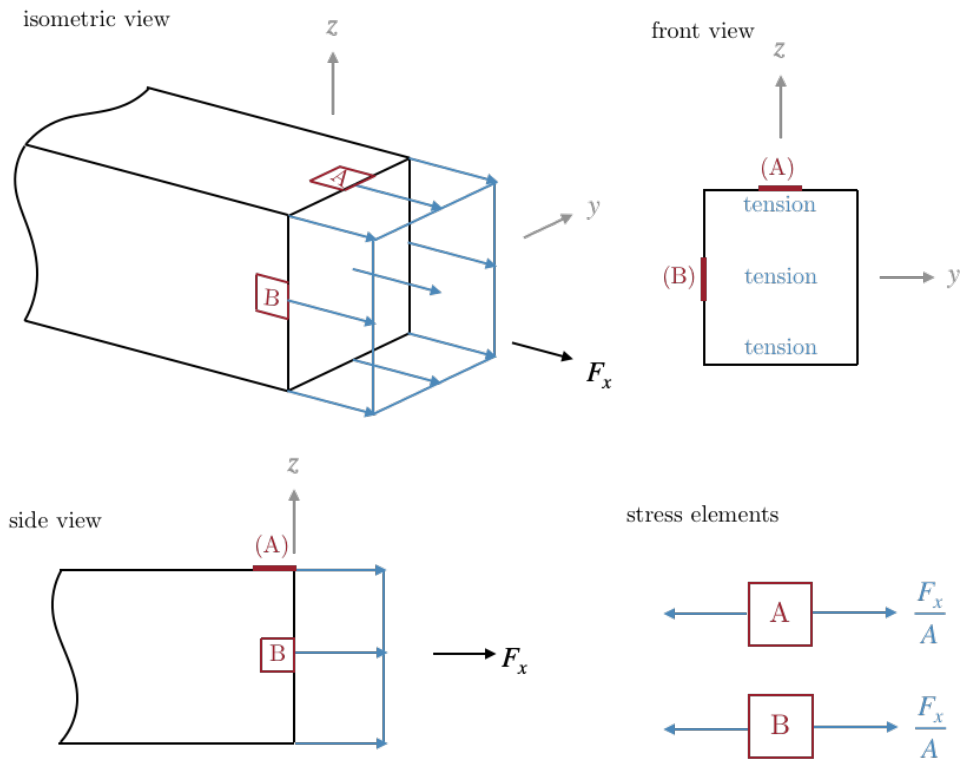 isometric view
z
A
y
B
F_x
front view
z
(A)
tension
(B)
tension
y
tension
side view
z
(A)
B
F_x
stress elements
A
F_x
A
B
F_x
A